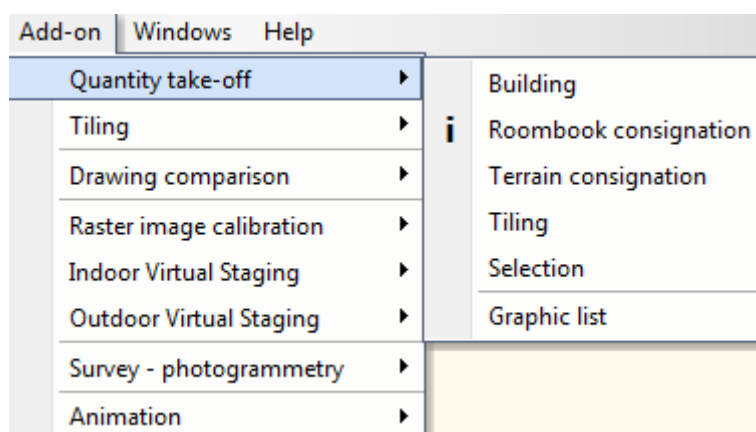 Add-on Windows Help
Quantity take-off
Tiling
Drawing comparison
Raster image calibration
Indoor Virtual Staging
Outdoor Virtual Staging
Survey - photogrammetry
Animation
Building
i Roombook consignation
Terrain consignation
Tiling
Selection
Graphic list